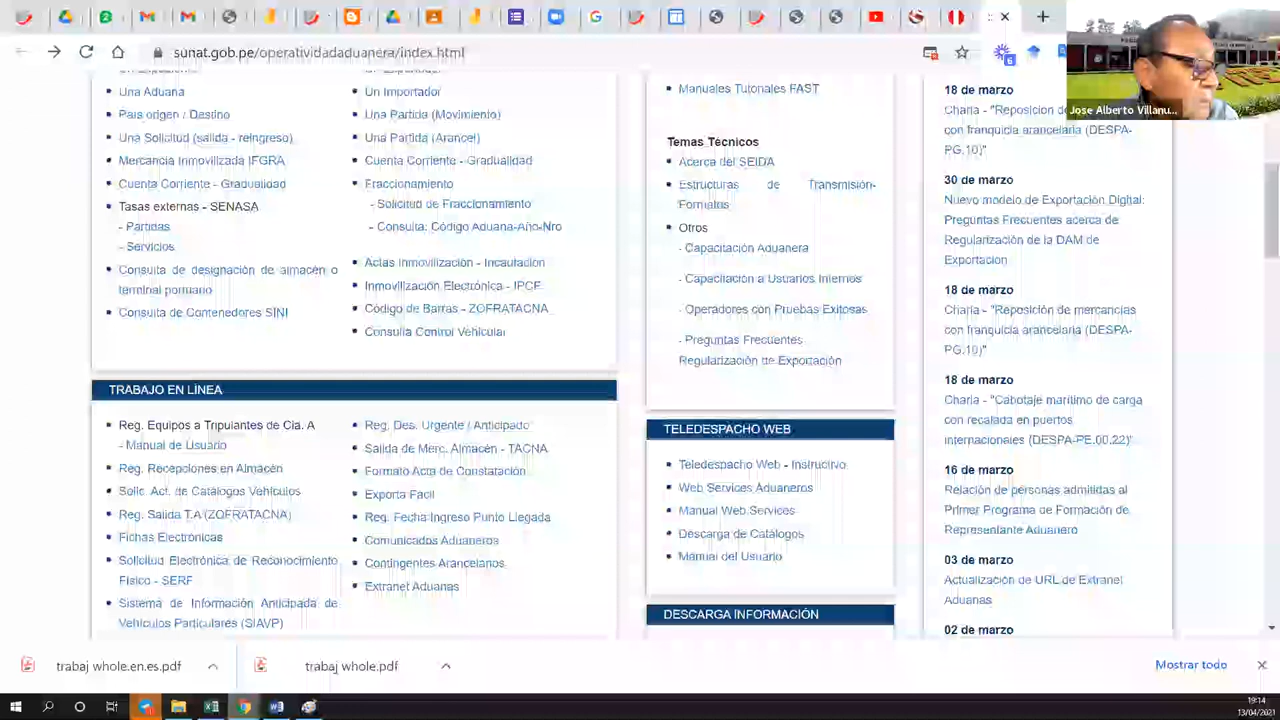 sunat.gob.pe/operatividadaduanera/index.html
Jose Alberto Villanu...
Una Aduana
País origen / Destino
Una Solicitud (salida - reingreso)
Mercancía Inmovilizada IFGRA
Cuenta Corriente - Gradualidad
Tasas externas - SENASA
- Partidas
- Servicios
Consulta de designación de almacén o
terminal portuario
Consulta de Contenedores SINI
Un Importador
Una Partida (Movimiento)
Una Partida (Arancel)
Cuenta Corriente - Gradualidad
Fraccionamiento
- Solicitud de Fraccionamiento
- Consulta: Código Aduana-Año-Nro
Actas Inmovilización - Incautación
Inmovilización Electrónica - IPCF
Código de Barras - ZOFRATACNA
Consulta Control Vehicular
TRABAJO EN LÍNEA
Reg. Equipos a Tripulantes de Cía. A
- Manual de Usuario
Reg. Recepciones en Almacén
Solic. Act. de Catálogos Vehículos
Reg. Salida T.A (ZOFRATACNA)
Fichas Electrónicas
Solicitud Electrónica de Reconocimiento
Físico - SERF
Sistema de Información Anticipada de
Vehículos Particulares (SIAVP)
Reg. Des. Urgente / Anticipado
Salida de Merc. Almacén - TACNA
Formato Acta de Constatación
Exporta Fácil
Reg. Fecha Ingreso Punto Llegada
Comunicados Aduaneros
Contingentes Arancelarios
Extranet Aduanas
Manuales Tutoriales FAST
Temas Técnicos
Acerca del SEIDA
Estructuras de Transmisión-
Formatos
Otros
- Capacitación Aduanera
- Capacitación a Usuarios Internos
- Operadores con Pruebas Exitosas
- Preguntas Frecuentes
Regularización de Exportación
TELEDESPACHO WEB
Teledespacho Web - Instructivo
Web Services Aduaneros
Manual Web Services
Descarga de Catálogos
Manual del Usuario
DESCARGA INFORMACIÓN
18 de marzo
Charla - "Reposición de
con franquicia arancelaria (DESPA-
PG.10)"
30 de marzo
Nuevo modelo de Exportación Digital:
Preguntas Frecuentes acerca de
Regularización de la DAM de
Exportación
18 de marzo
Charla - "Reposición de mercancías
con franquicia arancelaria (DESPA-
PG.10)"
18 de marzo
Charla - "Cabotaje marítimo de carga
con recalada en puertos
internacionales (DESPA-PE.00.22)"
16 de marzo
Relación de personas admitidas al
Primer Programa de Formación de
Representante Aduanero
03 de marzo
Actualización de URL de Extranet
Aduanas
02 de marzo
trabaj whole.en.es.pdf
trabaj whole.pdf
Mostrar todo
19:14
13/04/2021